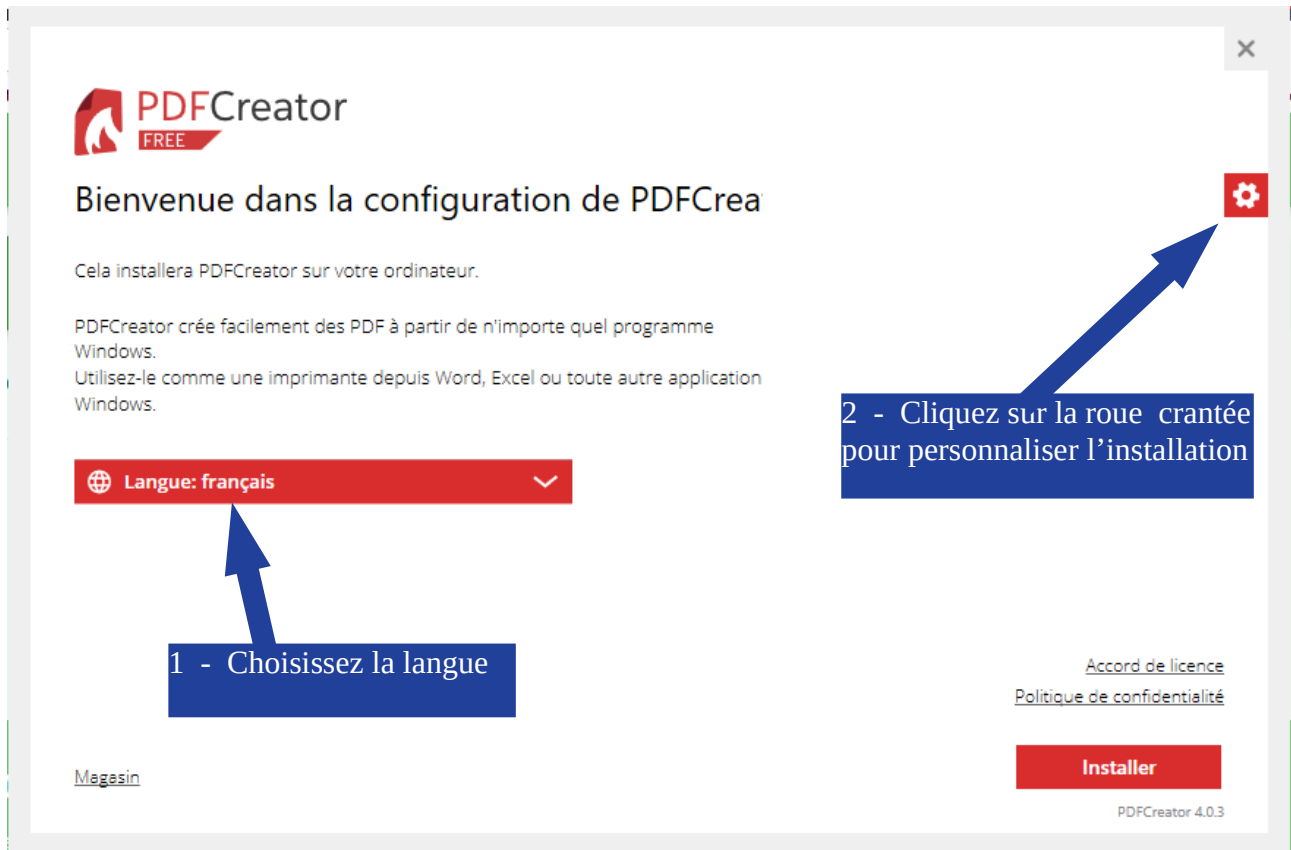 PDFCreator
FREE
Bienvenue dans la configuration de PDFCrea
Cela installera PDFCreator sur votre ordinateur.
PDFCreator crée facilement des PDF à partir de n'importe quel programme
Windows.
Utilisez-le comme une imprimante depuis Word, Excel ou toute autre application
Windows.
2 - Cliquez sur la roue crantée
pour personnaliser l’installation
Langue: français
1 - Choisissez la langue
Accord de licence
Politique de confidentialité
Magasin
Installer
PDFCreator 4.0.3